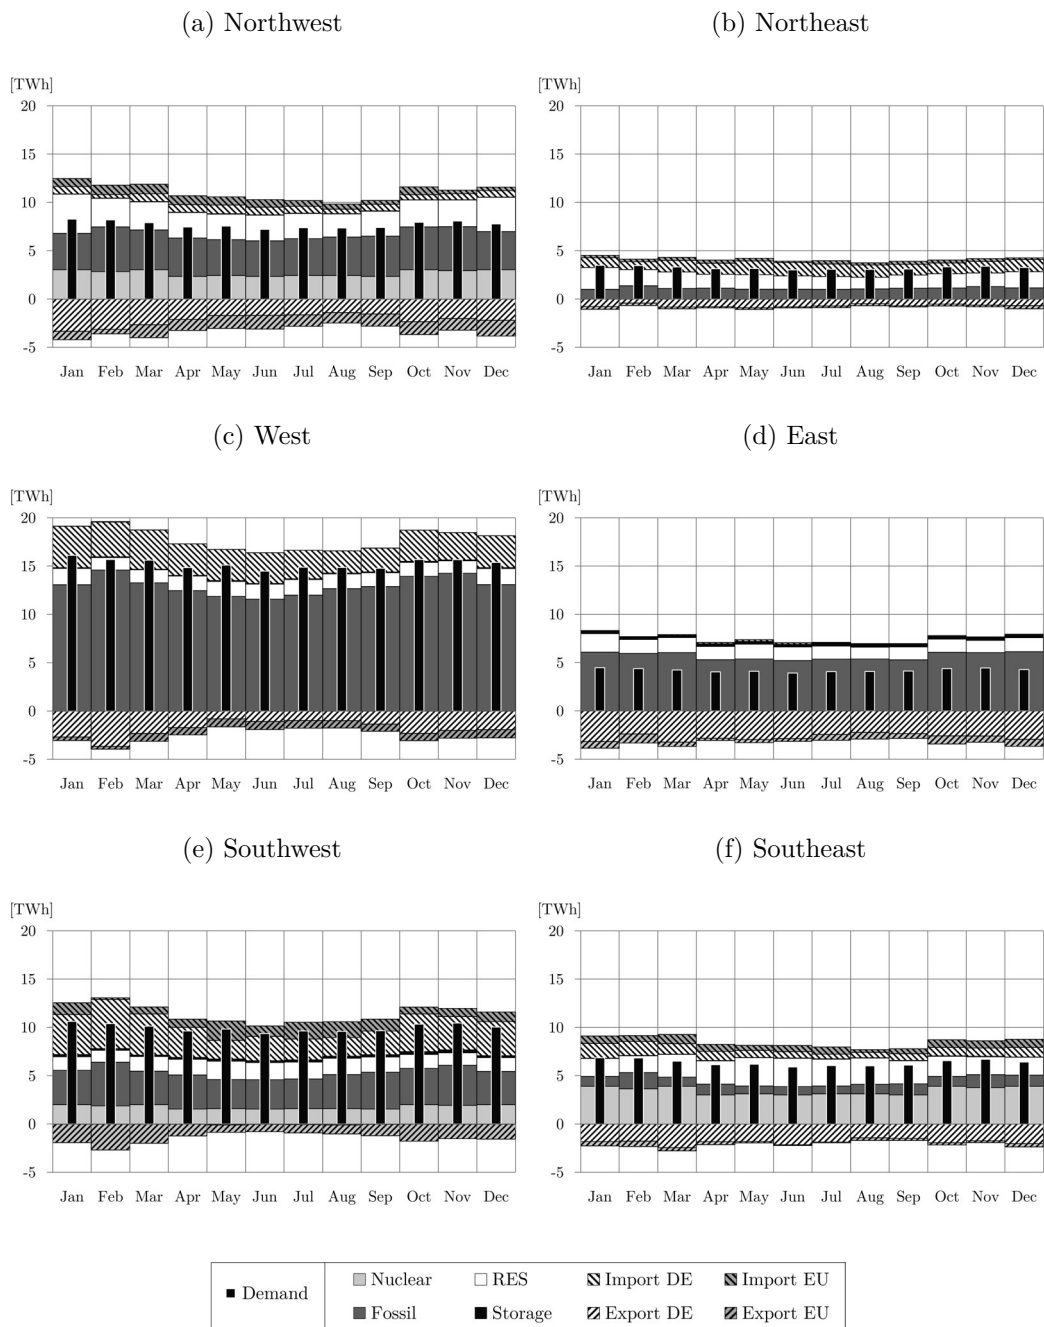 (a) Northwest
(b) Northeast
[TWh]
20
15
10
5
0
-5
Jan Feb Mar Apr May Jun Jul Aug Sep Oct Nov Dec
[TWh]
20
15
10
5
0
-5
Jan Feb Mar Apr May Jun Jul Aug Sep Oct Nov Dec
(c) West
(d) East
[TWh]
20
15
10
5
0
-5
Jan Feb Mar Apr May Jun Jul Aug Sep Oct Nov Dec
[TWh]
20
15
10
5
0
-5
Jan Feb Mar Apr May Jun Jul Aug Sep Oct Nov Dec
(e) Southwest
(f) Southeast
[TWh]
20
15
10
5
0
-5
Jan Feb Mar Apr May Jun Jul Aug Sep Oct Nov Dec
[TWh]
20
15
10
5
0
-5
Jan Feb Mar Apr May Jun Jul Aug Sep Oct Nov Dec
Demand
Nuclear RES Import DE Import EU
Fossil Storage Export DE Export EU